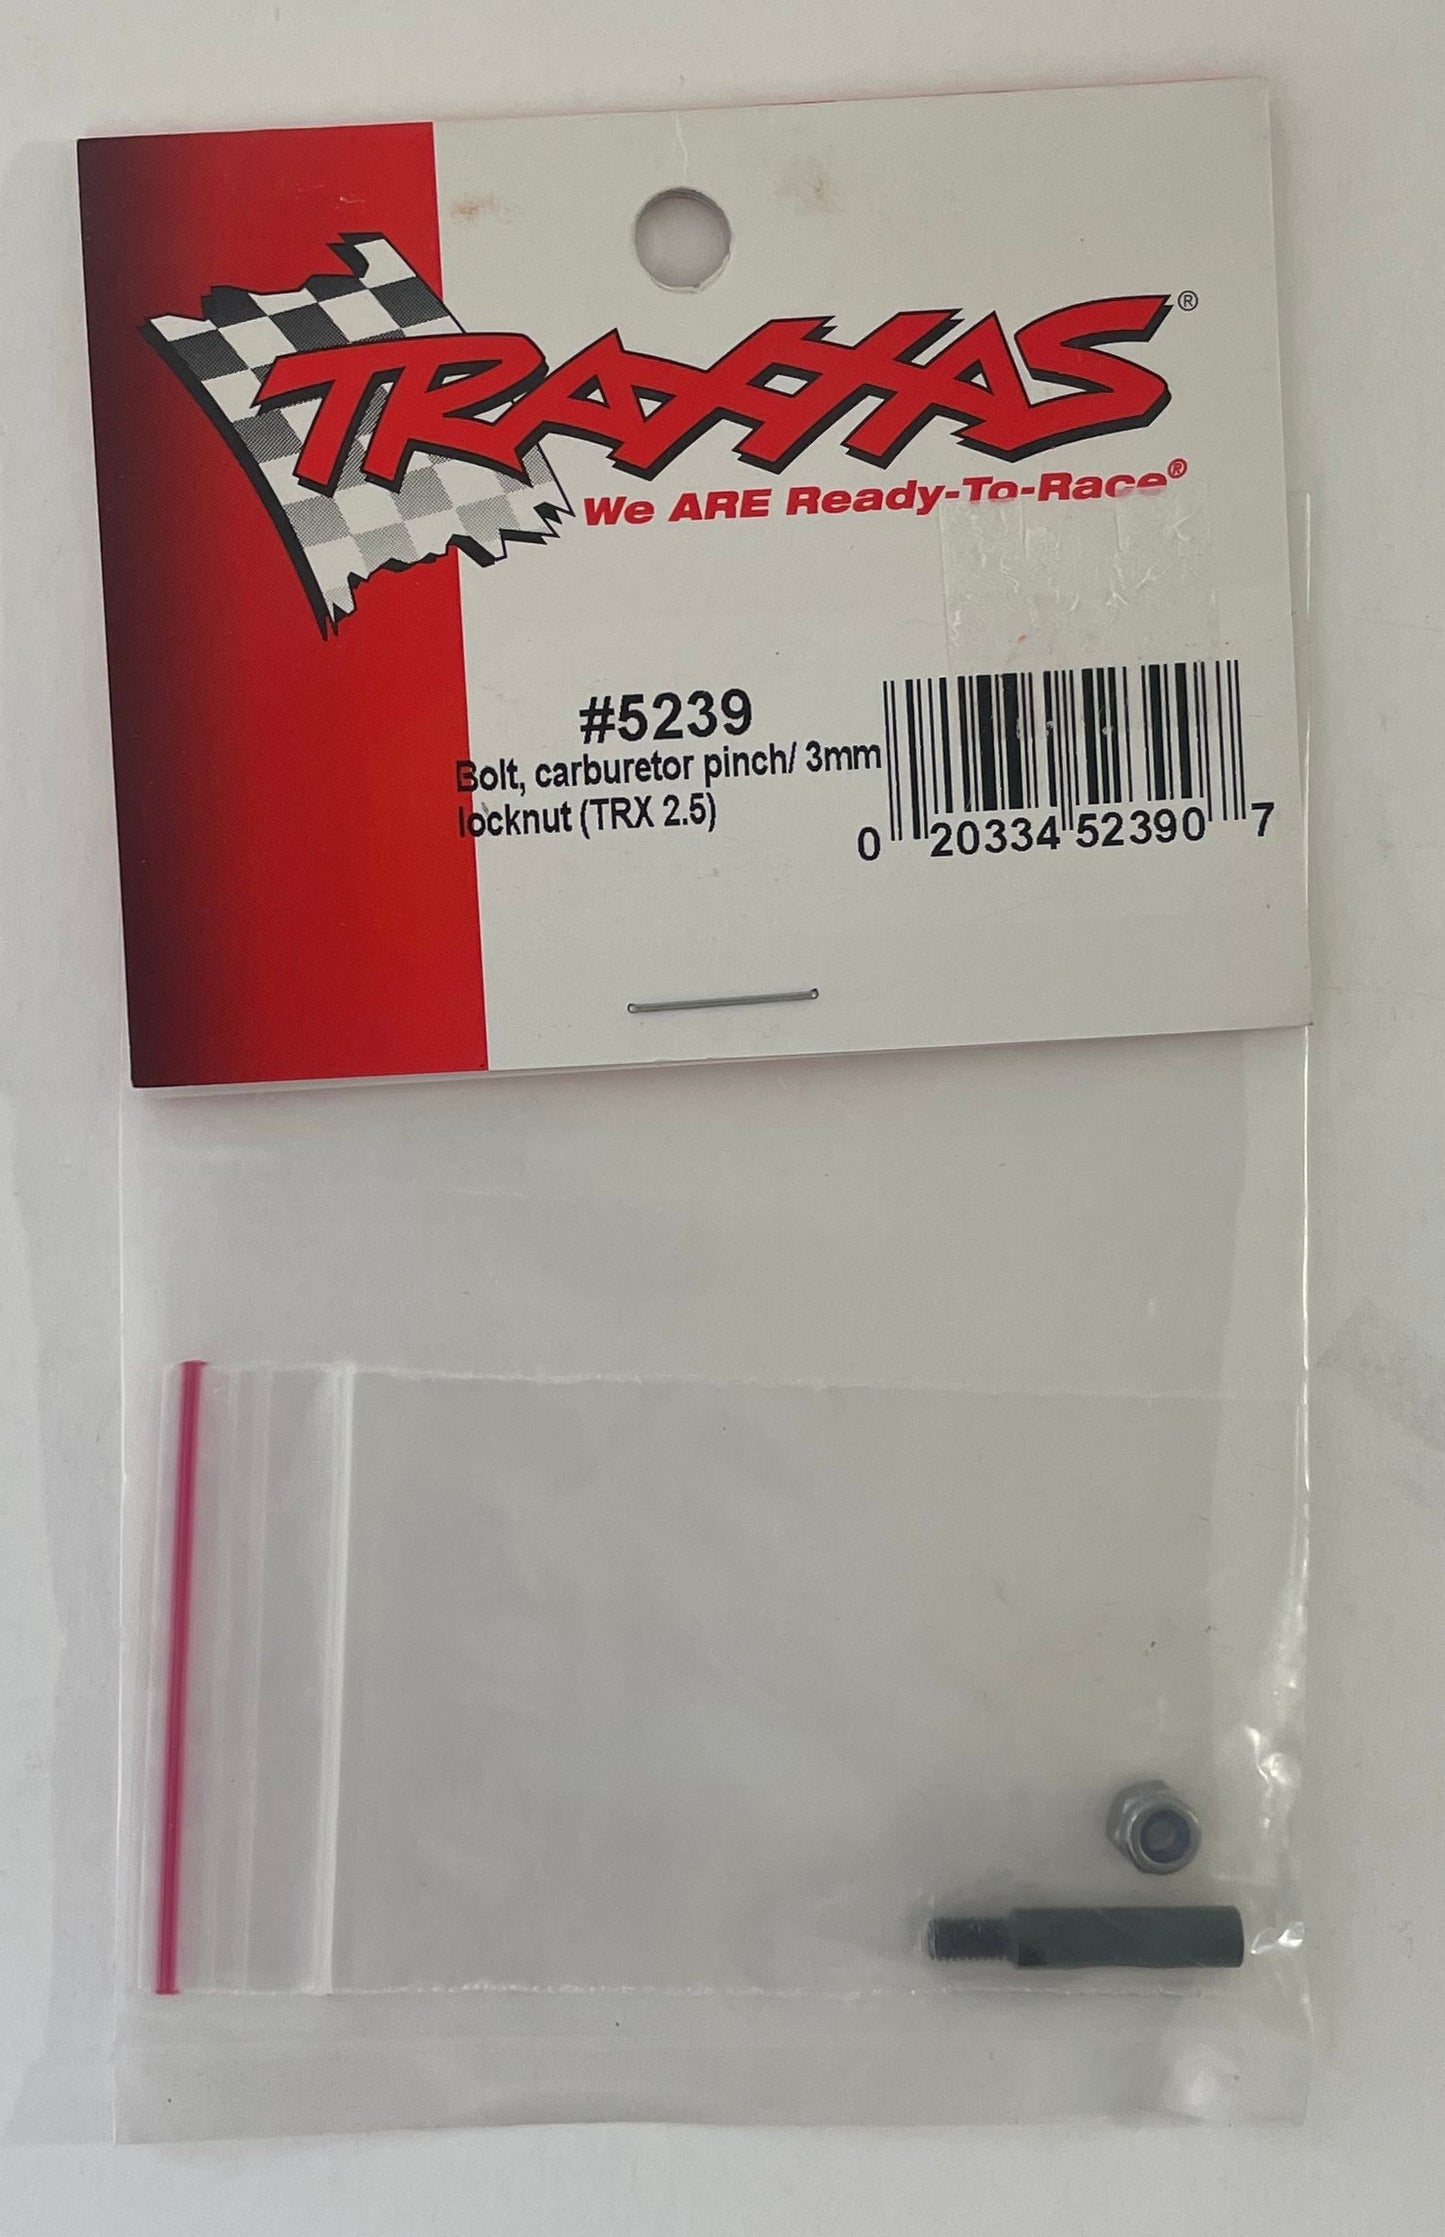 TRAXXAS®
We ARE Ready-To-Race®
#5239
Bolt, carburetor pinch/ 3mm
locknut (TRX 2.5)
0 20334 52390 7